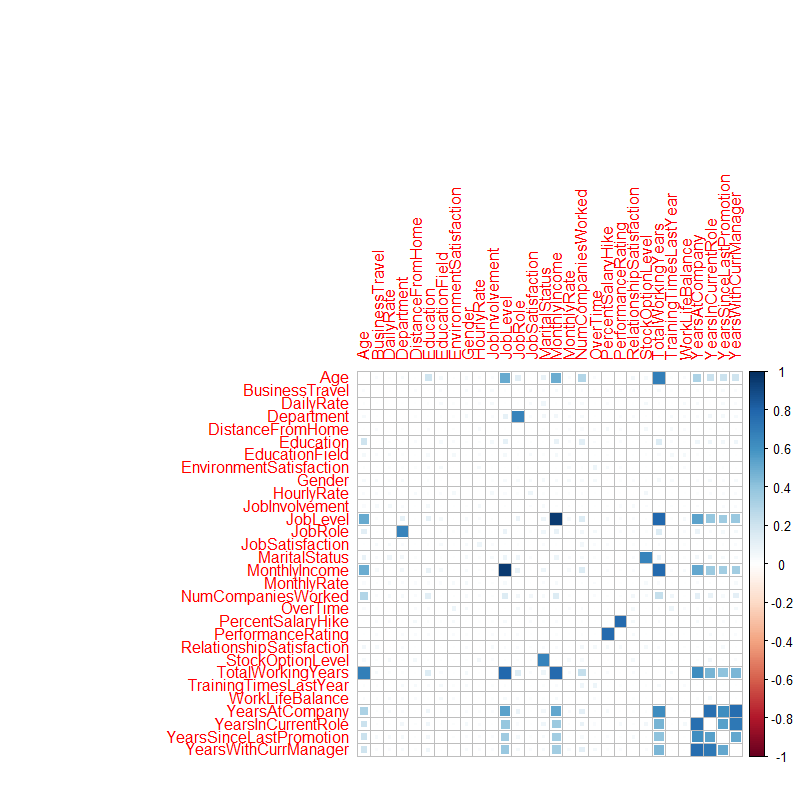 Age
BusinessTravel
DailyRate
Department
DistanceFromHome
Education
EducationField
EnvironmentSatisfaction
Gender
HourlyRate
JobInvolvement
JobLevel
JobRole
JobSatisfaction
MaritalStatus
MonthlyIncome
MonthlyRate
NumCompaniesWorked
OverTime
PercentSalaryHike
PerformanceRating
RelationshipSatisfaction
StockOptionLevel
TotalWorkingYears
TrainingTimesLastYear
WorkLifeBalance
YearsAtCompany
YearsInCurrentRole
YearsSinceLastPromotion
YearsWithCurrManager
Age
BusinessTravel
DailyRate
Department
DistanceFromHome
Education
EducationField
EnvironmentSatisfaction
Gender
HourlyRate
JobInvolvement
JobLevel
JobRole
JobSatisfaction
MaritalStatus
MonthlyIncome
MonthlyRate
NumCompaniesWorked
OverTime
PercentSalaryHike
PerformanceRating
RelationshipSatisfaction
StockOptionLevel
TotalWorkingYears
TrainingTimesLastYear
WorkLifeBalance
YearsAtCompany
YearsInCurrentRole
YearsSinceLastPromotion
YearsWithCurrManager
1
0.8
0.6
0.4
0.2
0
-0.2
-0.4
-0.6
-0.8
-1